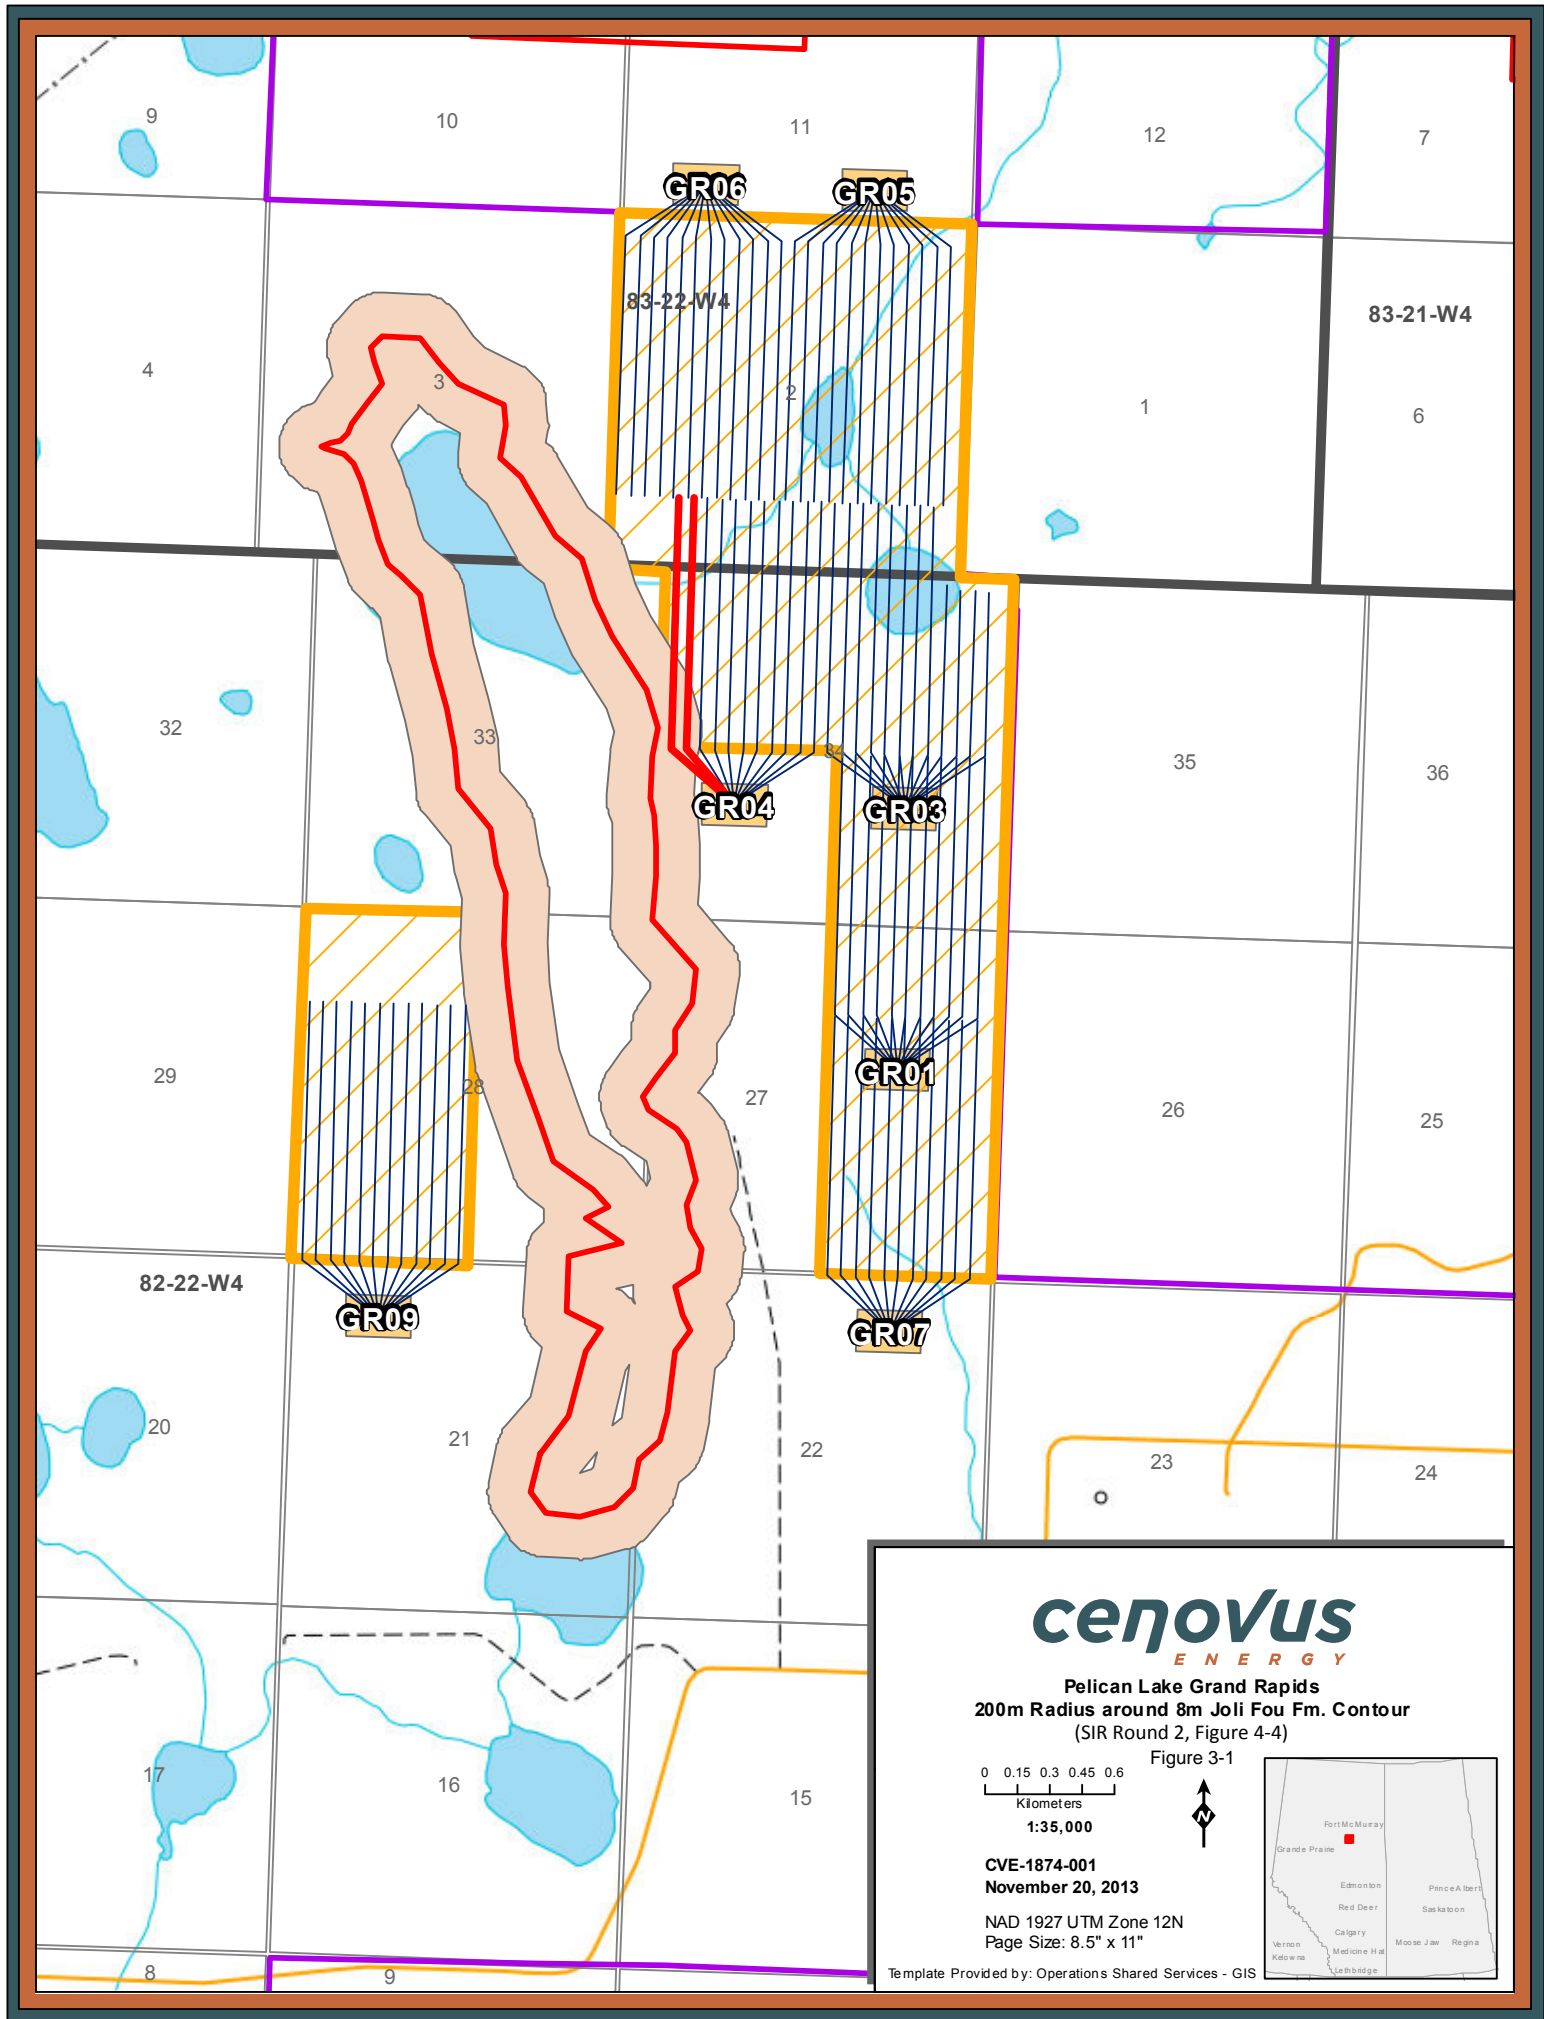 9
10
11
12
7
GR06
GR05
83-22-W4
83-21-W4
4
3
2
1
6
32
33
34
35
36
GR04
GR03
29
28
27
GR01
26
25
82-22-W4
GR09
GR07
20
21
22
23
24
17
16
15
8
9
cenovus
ENERGY
Pelican Lake Grand Rapids
200m Radius around 8m Joli Fou Fm. Contour
(SIR Round 2, Figure 4-4)
Figure 3-1
0 0.15 0.3 0.45 0.6
Kilometers
1:35,000
N
CVE-1874-001
November 20, 2013
NAD 1927 UTM Zone 12N
Page Size: 8.5" x 11"
Template Provided by: Operations Shared Services - GIS
Fort McMurray
Grande Prairie
Edmonton
Prince Albert
Red Deer
Saskatoon
Calgary
Vernon
Moose Jaw
Regina
Kelowna
Medicine Hat
Lethbridge